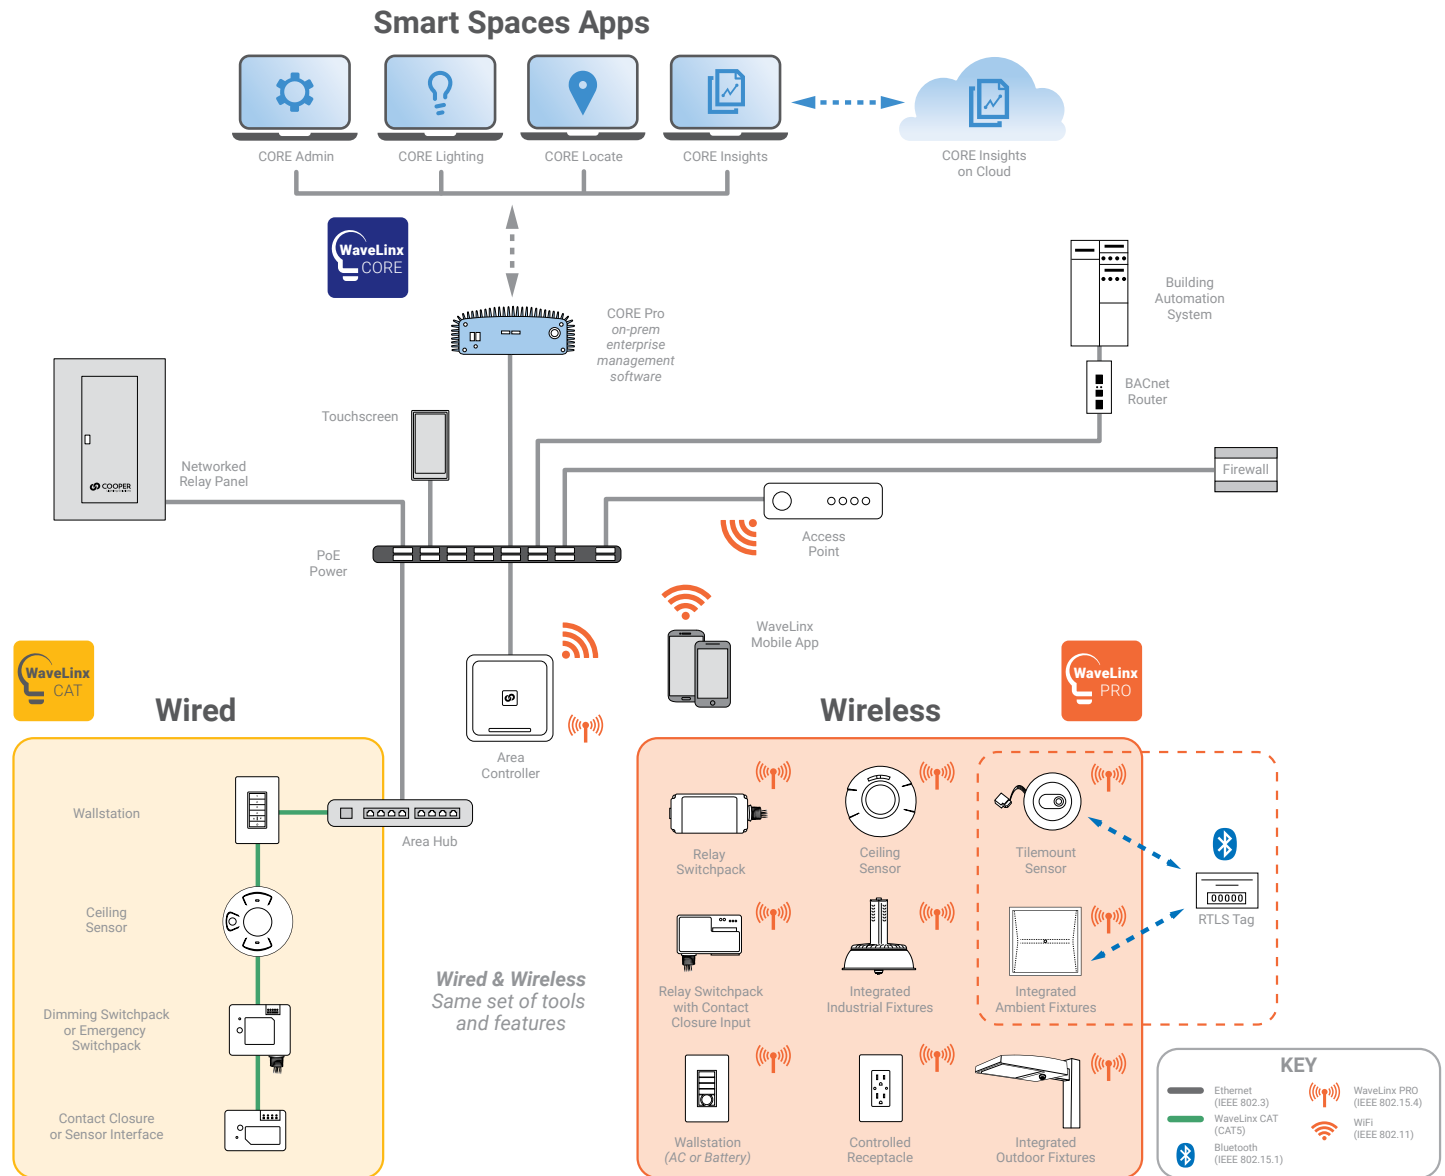 Smart Spaces Apps
CORE Admin
CORE Lighting
CORE Locate
CORE Insights
CORE Insights
on Cloud
WaveLinx
CORE
CORE Pro
on-prem
enterprise
management
software
Building
Automation
System
BACnet
Router
Touchscreen
Networked
Relay Panel
COOPER
Firewall
Access
Point
PoE
Power
WaveLinx
Mobile App
WaveLinx
CAT
Wired
Area
Controller
Wireless
WaveLinx
PRO
Wallstation
Area Hub
Ceiling
Sensor
Dimming Switchpack
or Emergency
Switchpack
Contact Closure
or Sensor Interface
Wired & Wireless
Same set of tools
and features
Relay
Switchpack
Ceiling
Sensor
Tilemount
Sensor
00000
RTLS Tag
Relay Switchpack
with Contact
Closure Input
Integrated
Industrial Fixtures
Integrated
Ambient Fixtures
Wallstation
(AC or Battery)
Controlled
Receptacle
Integrated
Outdoor Fixtures
KEY
Ethernet
(IEEE 802.3)
WaveLinx CAT
(CAT5)
Bluetooth
(IEEE 802.15.1)
WaveLinx PRO
(IEEE 802.15.4)
WiFi
(IEEE 802.11)